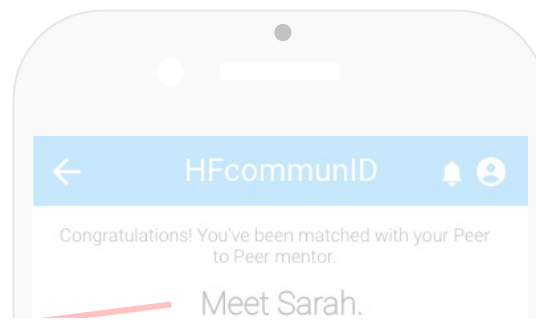 HFcommunID
Congratulations! You've been matched with your Peer
to Peer mentor.
Meet Sarah.